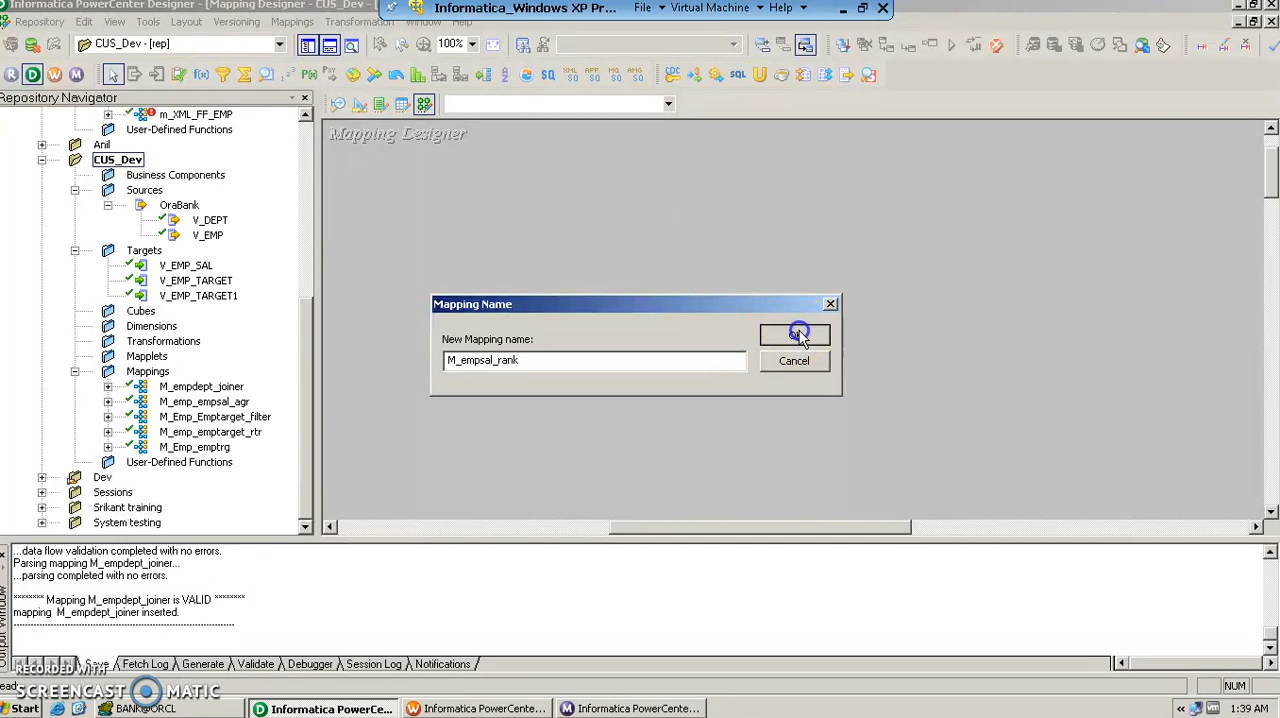 Informatica PowerCenter Designer - [Mapping Designer - CUS_Dev - [
Informatica_Windows XP Pr...
File
Virtual Machine
Help
Repository Edit View Tools Layout Versioning Mappings Transformation Window Help
CUS_Dev - [rep]
100%
Repository Navigator
m_XML_FF_EMP
User-Defined Functions
Anil
CUS_Dev
Business Components
Sources
OraBank
V_DEPT
V_EMP
Targets
V_EMP_SAL
V_EMP_TARGET
V_EMP_TARGET1
Cubes
Dimensions
Transformations
Mapplets
Mappings
M_empdept_joiner
M_emp_empsal_agr
M_Emp_Emptarget_filter
M_emp_emptarget_rtr
M_Emp_emptrg
User-Defined Functions
Dev
Sessions
Srikant training
System testing
Mapping Designer
Mapping Name
New Mapping name:
M_empsal_rank
Cancel
...data flow validation completed with no errors.
Parsing mapping M_empdept_joiner...
...parsing completed with no errors.
******** Mapping M_empdept_joiner is VALID ********
mapping M_empdept_joiner inserted.
Output Window
Save Fetch Log Generate Validate Debugger Session Log Notifications
RECORDED WITH
SCREENCAST MATIC
NUM
Start
BANK@ORCL
Informatica PowerCe...
Informatica PowerCente...
Informatica PowerCente...
1:39 AM